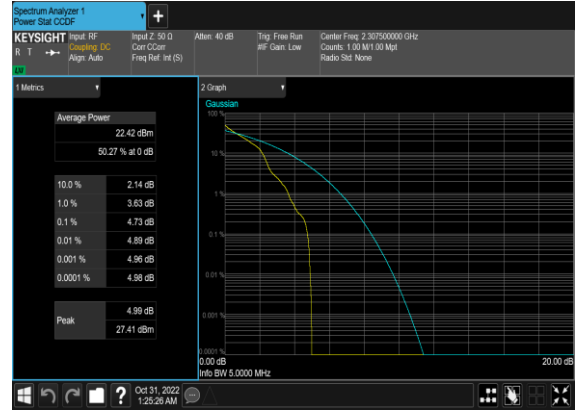 Spectrum Analyzer 1
Power Stat CCDF
KEYSIGHT
R T
LN
Input: RF
Coupling: DC
Align: Auto
Input Z: 50 Ω
Corr CCorr
Freq Ref: Int (S)
Atten: 40 dB
Trig: Free Run
#IF Gain: Low
Center Freq: 2.307500000 GHz
Counts: 1.00 M/1.00 Mpt
Radio Std: None
1 Metrics
Average Power
22.42 dBm
50.27 % at 0 dB
10.0 % 2.14 dB
1.0 % 3.63 dB
0.1 % 4.73 dB
0.01 % 4.89 dB
0.001 % 4.96 dB
0.0001 % 4.98 dB
Peak
4.99 dB
27.41 dBm
2 Graph
Gaussian
100 %
10 %
1 %
0.1 %
0.01 %
0.001 %
0.0001 %
0.00 dB
20.00 dB
Info BW 5.0000 MHz
?
Oct 31, 2022
1:25:26 AM